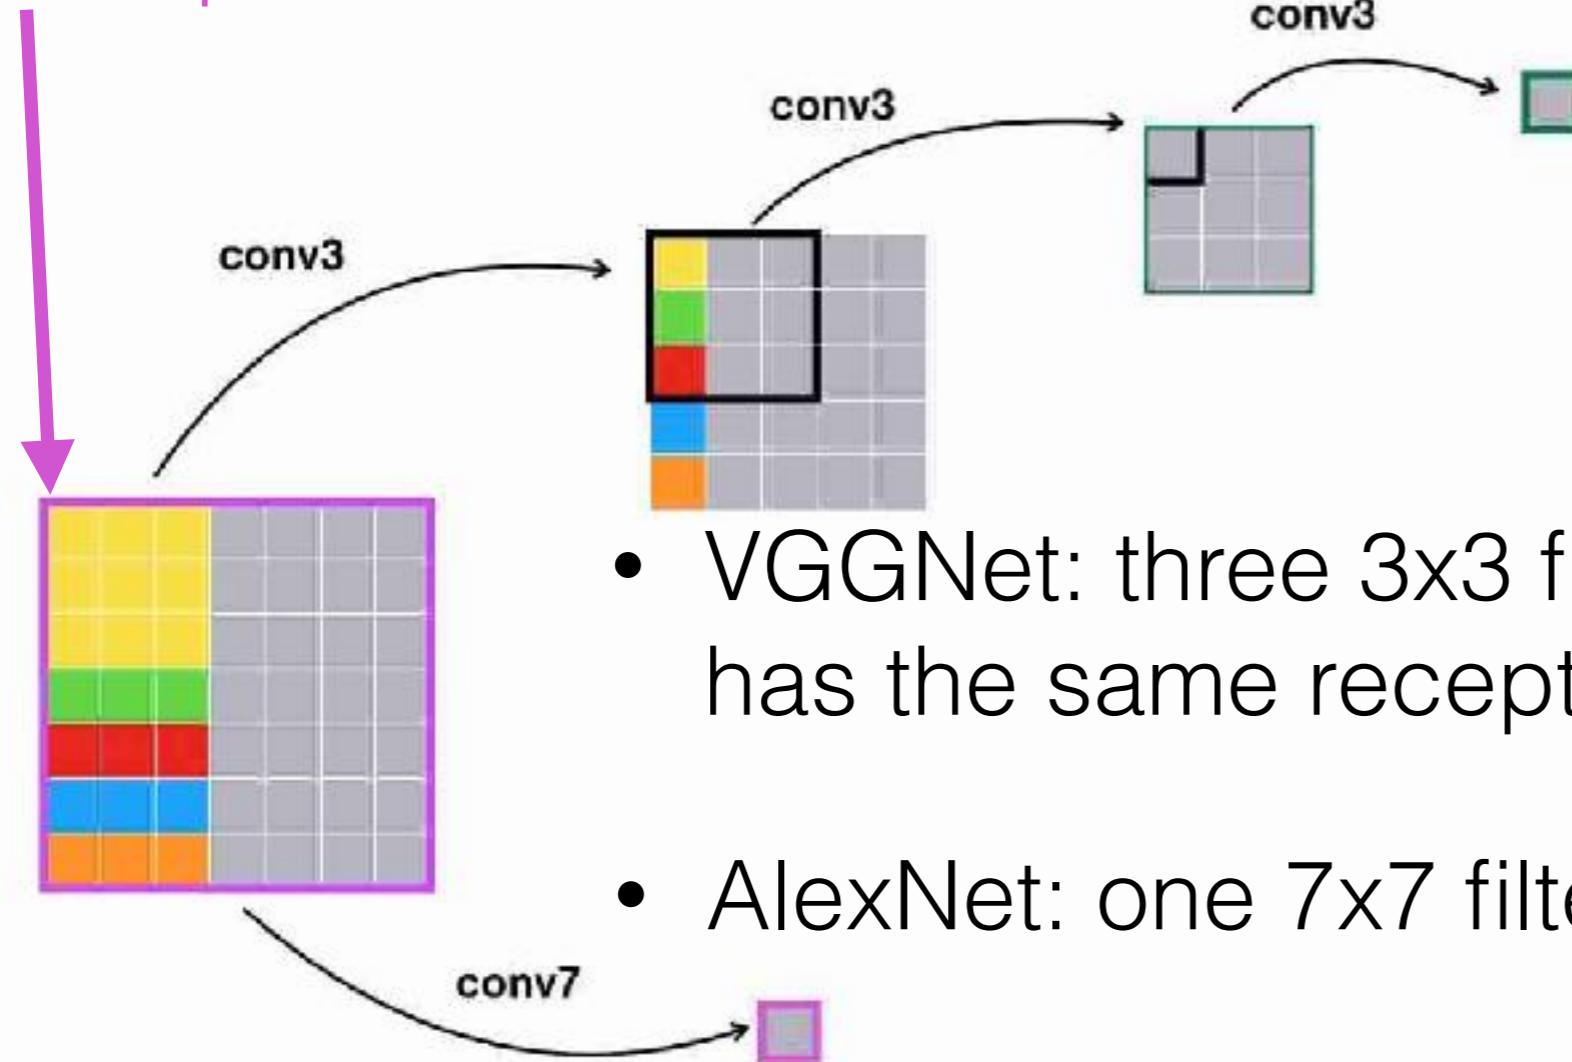 conv3
conv3
conv3
• VGGNet: three 3x3 f
has the same recept
• AlexNet: one 7x7 filte
conv7